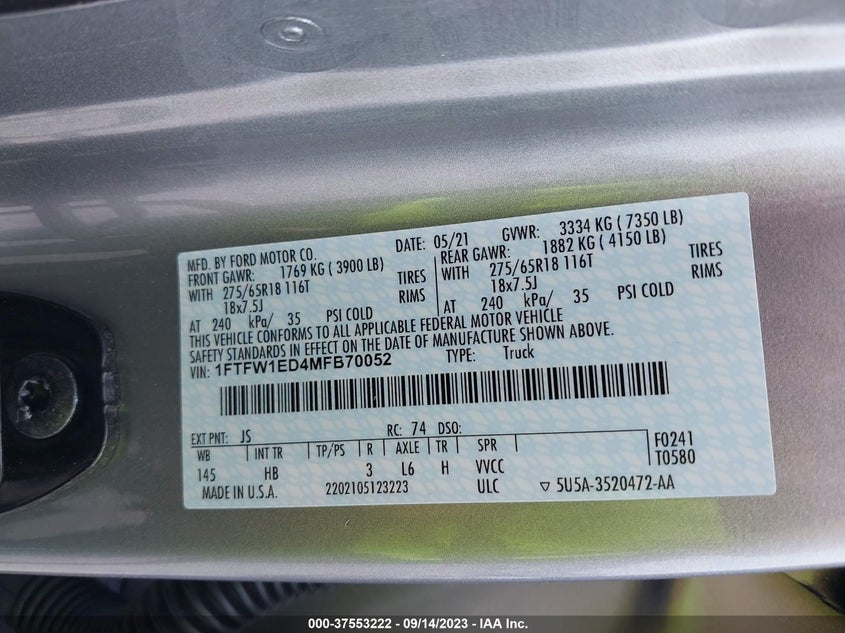 MFD. BY FORD MOTOR CO. DATE: 05/21 GVWR: 3334 KG ( 7350 LB)
FRONT GAWR: 1769 KG ( 3900 LB) REAR GAWR: 1882 KG ( 4150 LB)
WITH 275/65R18 116T TIRES WITH 275/65R18 116T TIRES
18x7.5J RIMS 18x7.5J RIMS
AT 240 kPa/ 35 PSI COLD AT 240 kPa/ 35 PSI COLD
THIS VEHICLE CONFORMS TO ALL APPLICABLE FEDERAL MOTOR VEHICLE
SAFETY STANDARDS IN EFFECT ON THE DATE OF MANUFACTURE SHOWN ABOVE.
VIN: 1FTFW1ED4MFB70052 TYPE: Truck
EXT PNT: JS RC: 74 DSO:
WB INT TR TP/PS R AXLE TR SPR F0241
145 HB 3 L6 H VVCC T0580
MADE IN U.S.A. 2202105123223 ULC ▽ 5U5A-3520472-AA
000-37553222 - 09/14/2023 - IAA Inc.